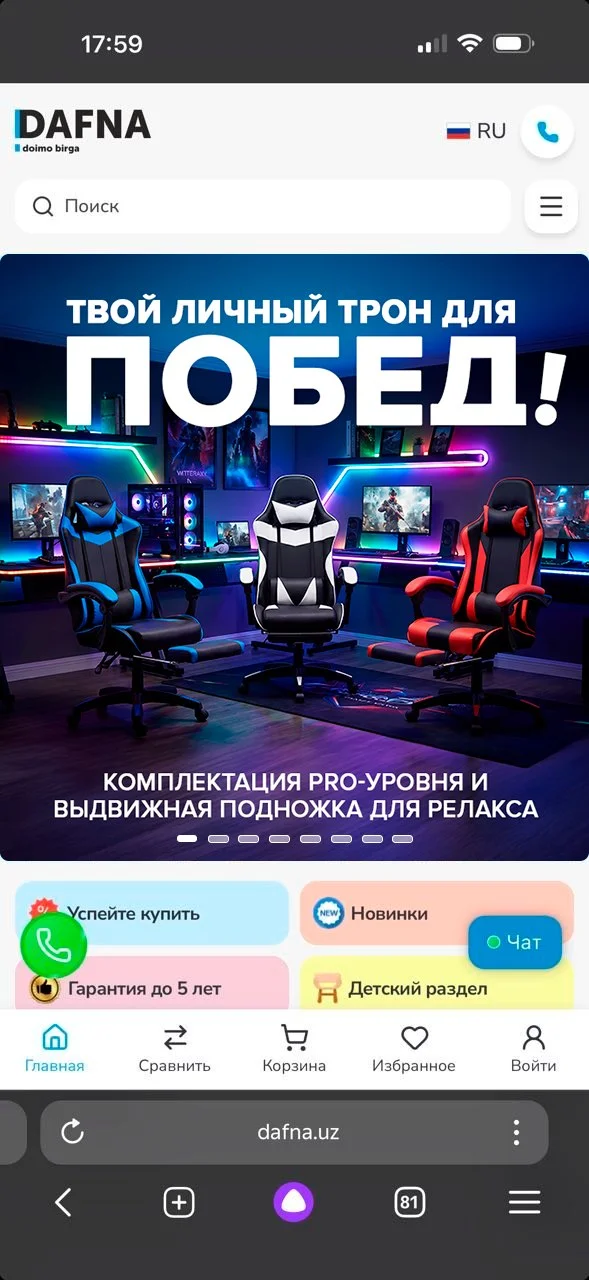 17:59
DAFNA
doimo birga
RU
Поиск
ТВОЙ ЛИЧНЫЙ ТРОН ДЛЯ
ПОБЕД!
КОМПЛЕКТАЦИЯ PRO-УРОВНЯ И
ВЫДВИЖНАЯ ПОДНОЖКА ДЛЯ РЕЛАКСА
Успейте купить
NEW Новинки
Чат
Гарантия до 5 лет
Детский раздел
Главная
Сравнить
Корзина
Избранное
Войти
dafna.uz
81